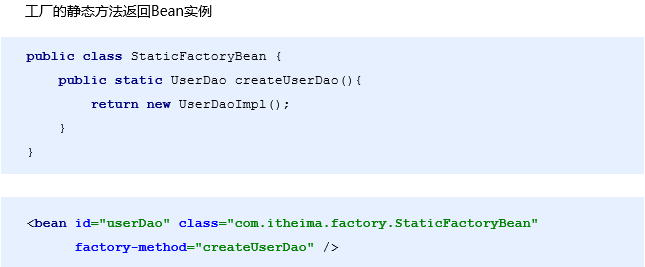 工厂的静态方法返回Bean实例
public class StaticFactoryBean {
    public static UserDao createUserDao(){
        return new UserDaoImpl();
    }
}
<bean id="userDao" class="com.itheima.factory.StaticFactoryBean"
      factory-method="createUserDao" />